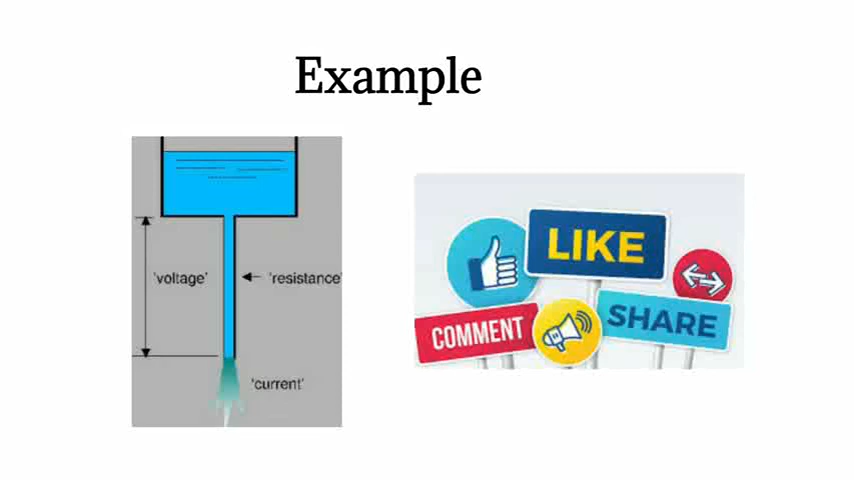 Example
'voltage'
'resistance'
'current'
LIKE
COMMENT
SHARE